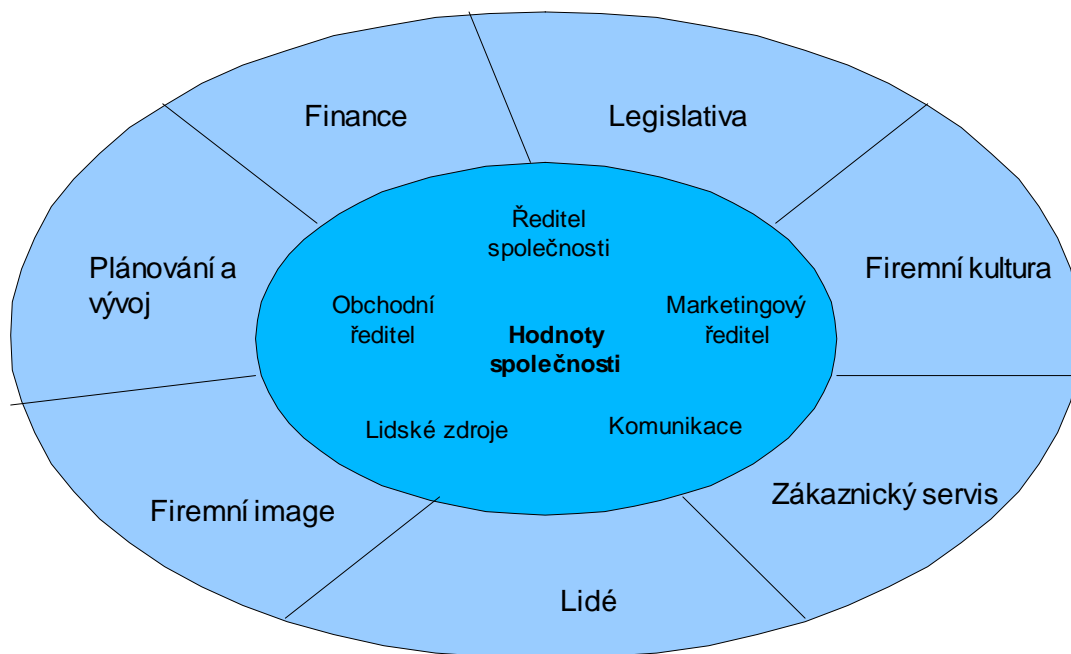 Finance
Legislativa
Ředitel
společnosti
Plánování a
vývoj
Firemní kultura
Obchodní
ředitel
Marketingový
ředitel
Hodnoty
společnosti
Lidské zdroje
Komunikace
Firemní image
Zákaznický servis
Lidé